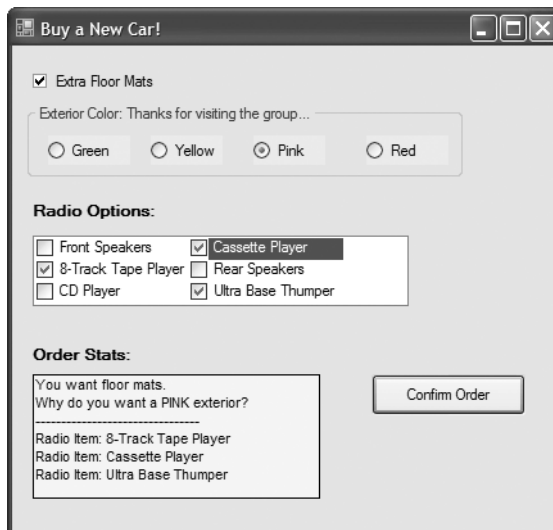 Buy a New Car!
Extra Floor Mats
Exterior Color: Thanks for visiting the group...
Green Yellow Pink Red
Radio Options:
Front Speakers Cassette Player
8-Track Tape Player Rear Speakers
CD Player Ultra Base Thumper
Order Stats:
You want floor mats.
Why do you want a PINK exterior?
--------------------------------
Radio Item: 8-Track Tape Player
Radio Item: Cassette Player
Radio Item: Ultra Base Thumper
Confirm Order